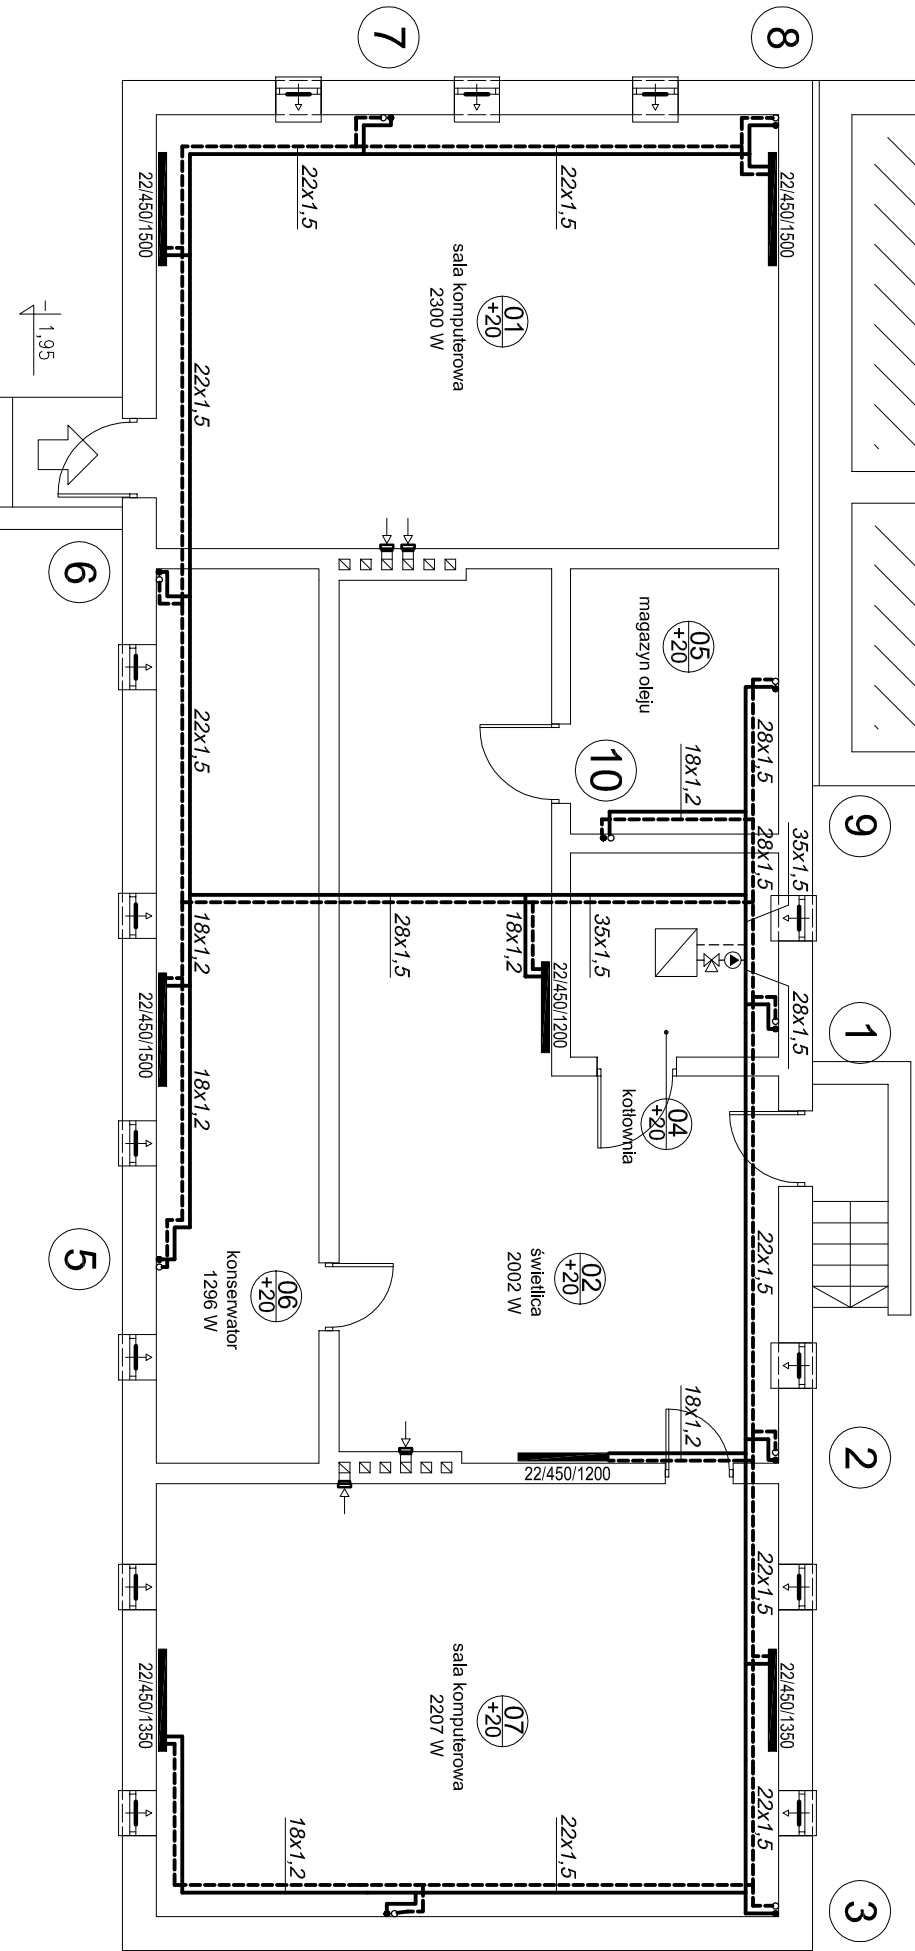 8
7
22/450/1500
22/450/1500
22x1,5
22x1,5
01
+20
sala komputerowa
2300 W
- 1,95
22x1,5
6
05
+20
magazyn oleju
10
18x1,2
28x1,5
22x1,5
9
35x1,5
28x1,5
28x1,5
35x1,5
18x1,2
28x1,5
18x1,2
22/450/1200
22/450/1500
18x1,2
1
04
+20
kotłownia
5
02
+20
świetlica
2002 W
06
+20
konserwator
1296 W
22x1,5
18x1,2
22/450/1200
2
22x1,5
22/450/1350
22/450/1350
07
+20
sala komputerowa
2207 W
22x1,5
22x1,5
18x1,2
3